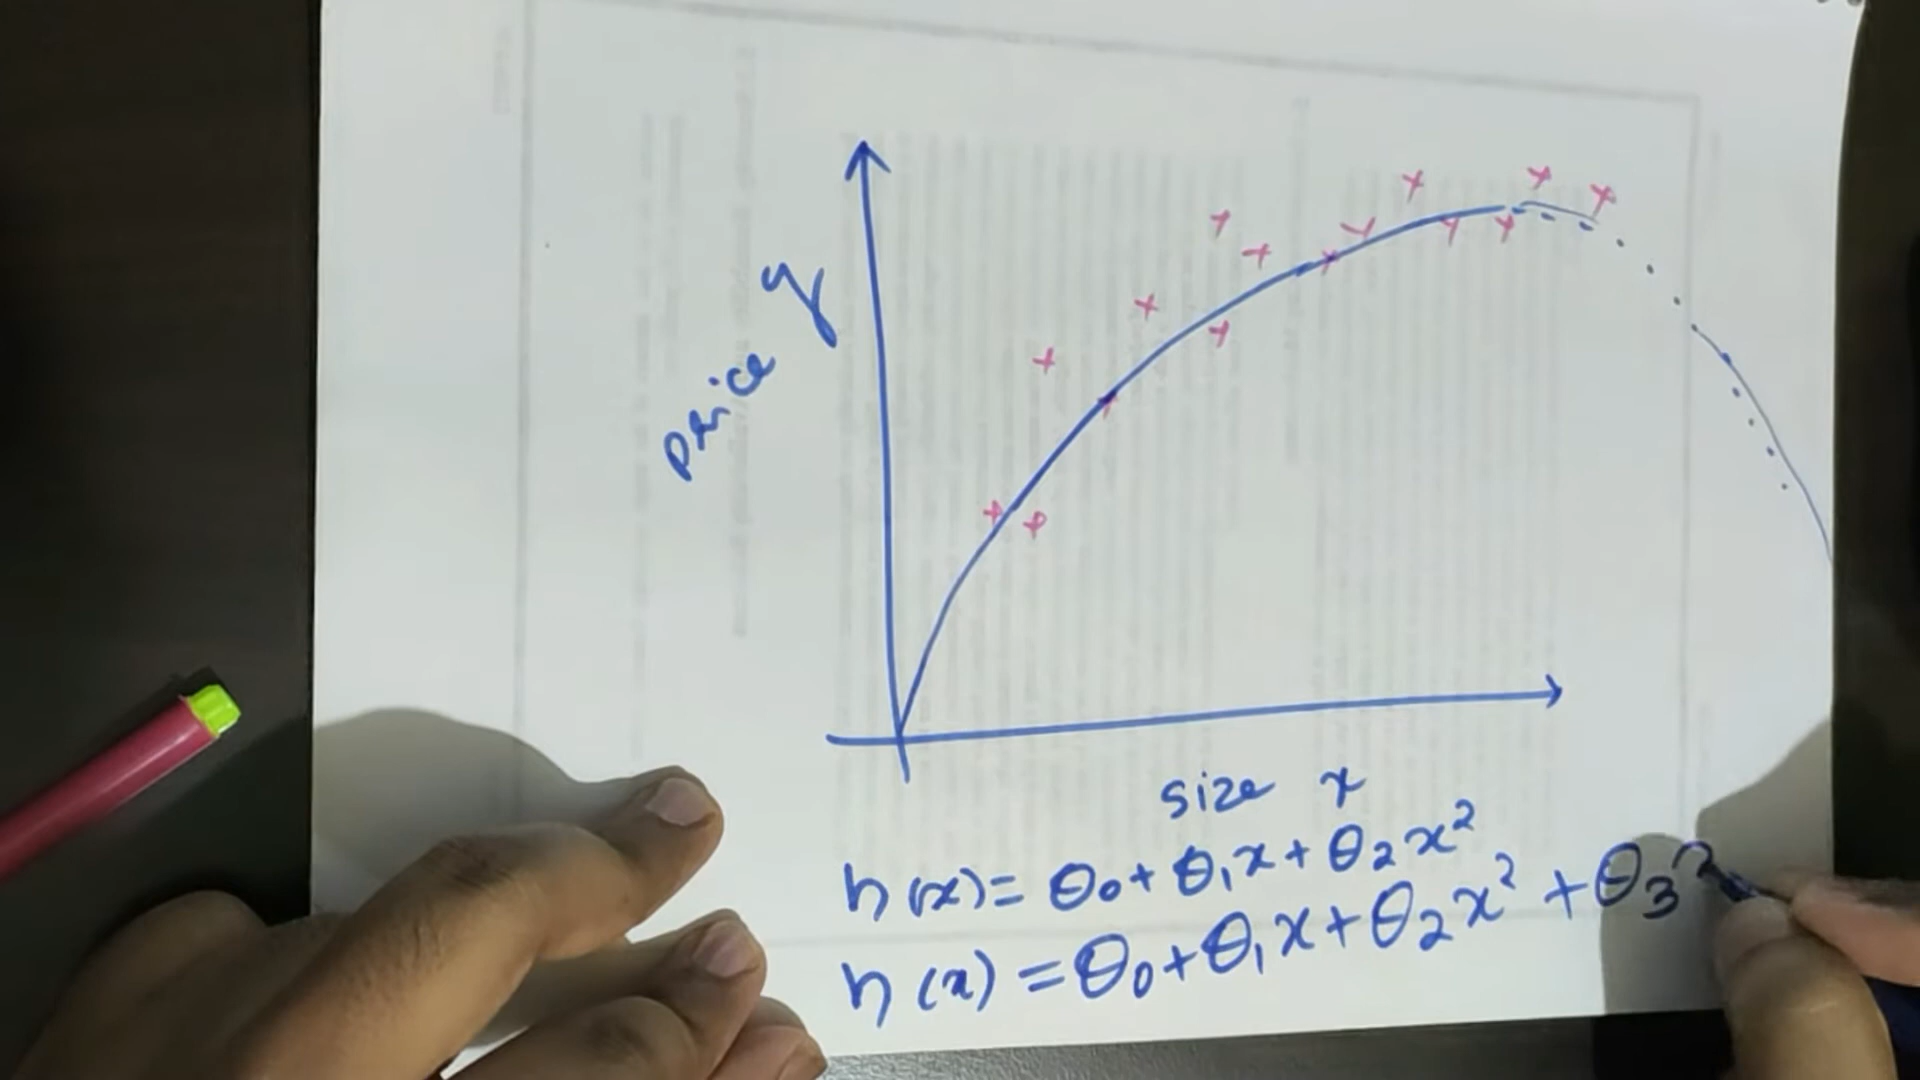 Price y
size x
h(x) = θ₀ + θ₁x + θ₂x²
h(x) = θ₀ + θ₁x + θ₂x² + θ₃